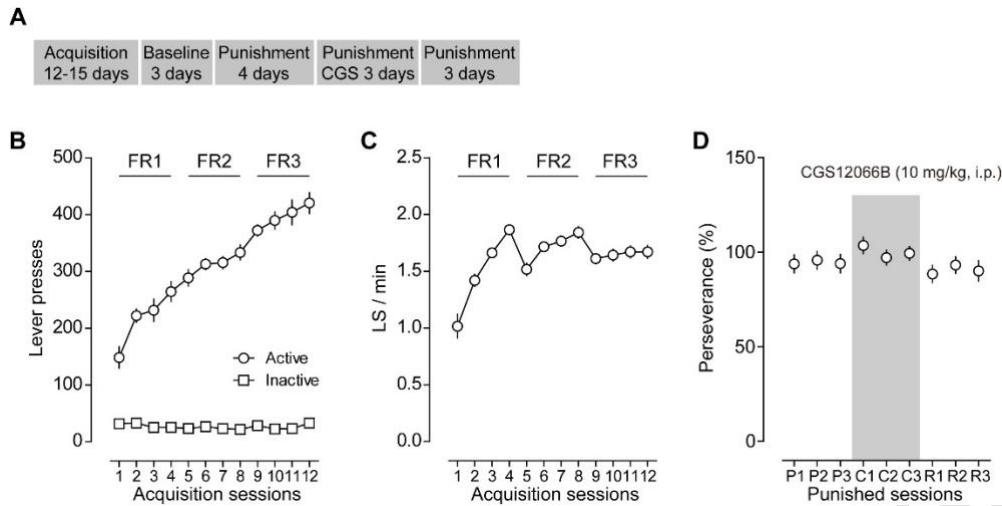 A
Acquisition
12-15 days
Baseline
3 days
Punishment
4 days
Punishment
CGS 3 days
Punishment
3 days
B
FR1 FR2 FR3
500
400
300
200
100
0
Lever presses
Active
Inactive
1 2 3 4 5 6 7 8 9 10 11 12
Acquisition sessions
C
FR1 FR2 FR3
2.5
2.0
1.5
1.0
0.5
0.0
LS / min
1 2 3 4 5 6 7 8 9 10 11 12
Acquisition sessions
D
CGS12066B (10 mg/kg, i.p.)
150
100
50
0
Perseverance (%)
P1 P2 P3 C1 C2 C3 R1 R2 R3
Punished sessions